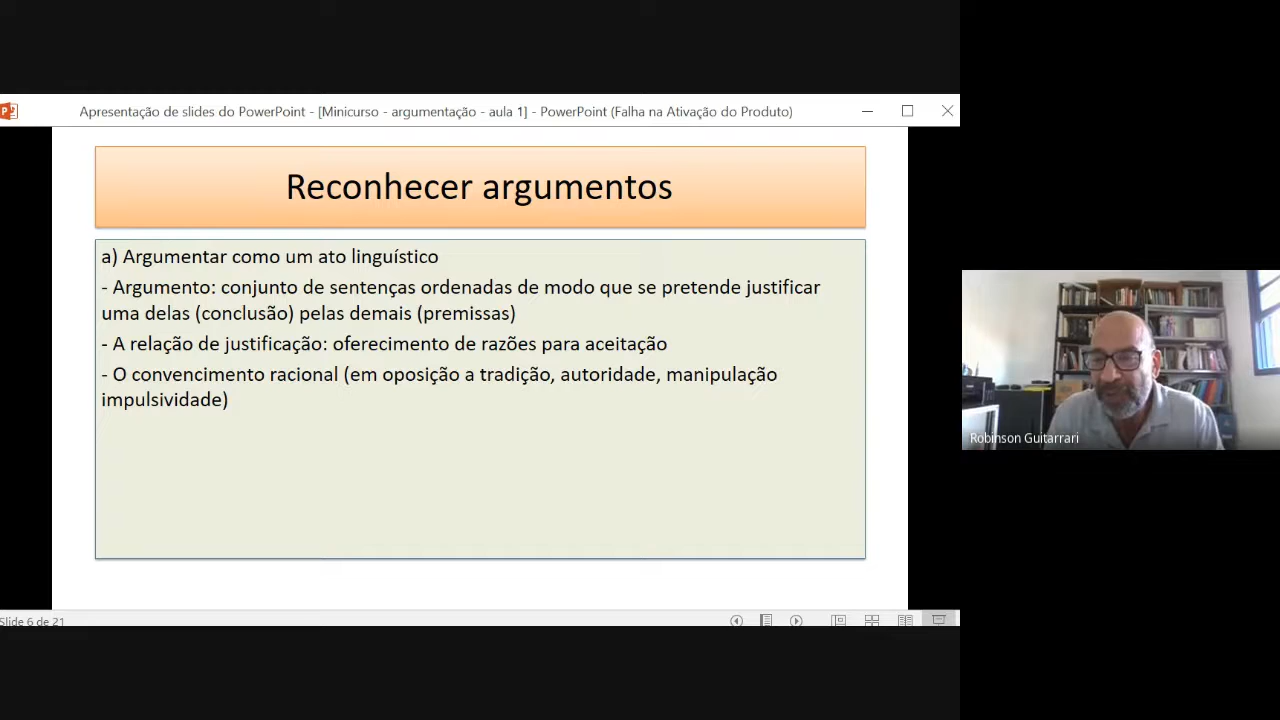 Apresentação de slides do PowerPoint - [Minicurso - argumentação - aula 1] - PowerPoint (Falha na Ativação do Produto)
Reconhecer argumentos
a) Argumentar como um ato linguístico
- Argumento: conjunto de sentenças ordenadas de modo que se pretende justificar
uma delas (conclusão) pelas demais (premissas)
- A relação de justificação: oferecimento de razões para aceitação
- O convencimento racional (em oposição a tradição, autoridade, manipulação
impulsividade)
Robinson Guitarrari
Slide 6 de 21